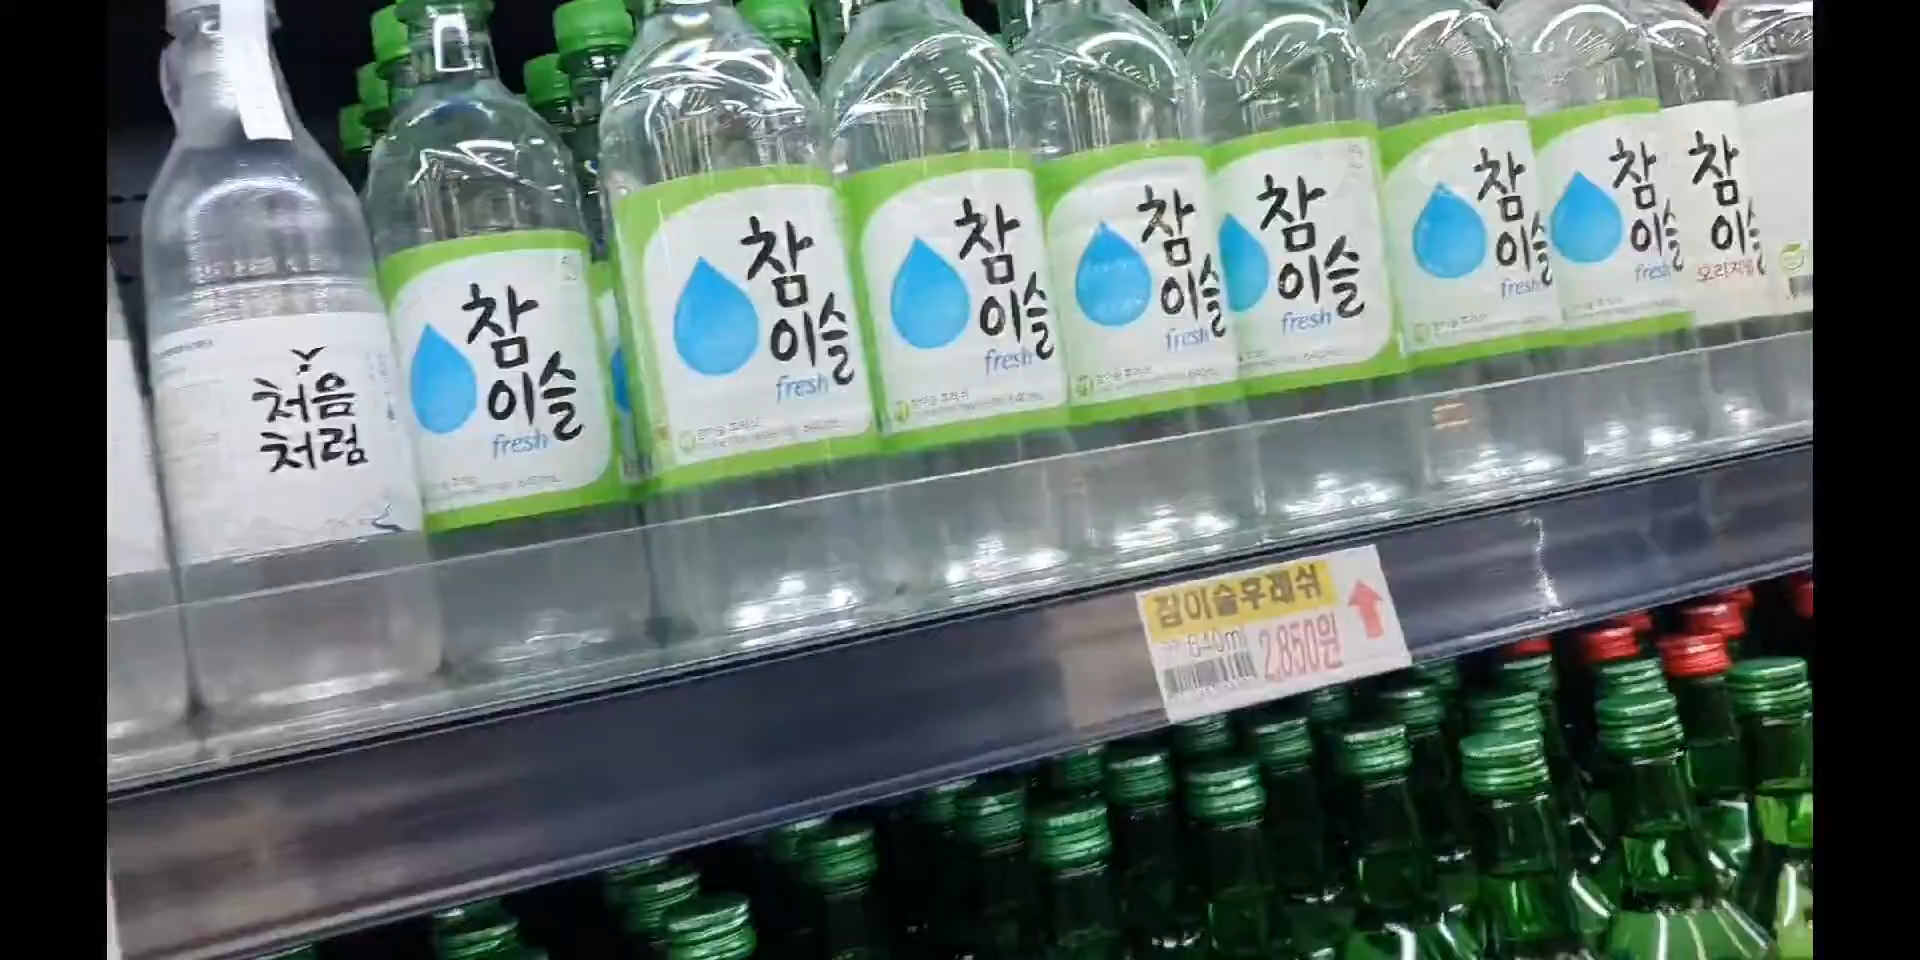 처음
처럼
참
이슬
fresh
참
이슬
fresh
참
이슬
fresh
참
이슬
fresh
참
이슬
fresh
참
이슬
fresh
참
이슬
fresh
참
이슬
오리지널
참이슬후레쉬
640ml
2,850원